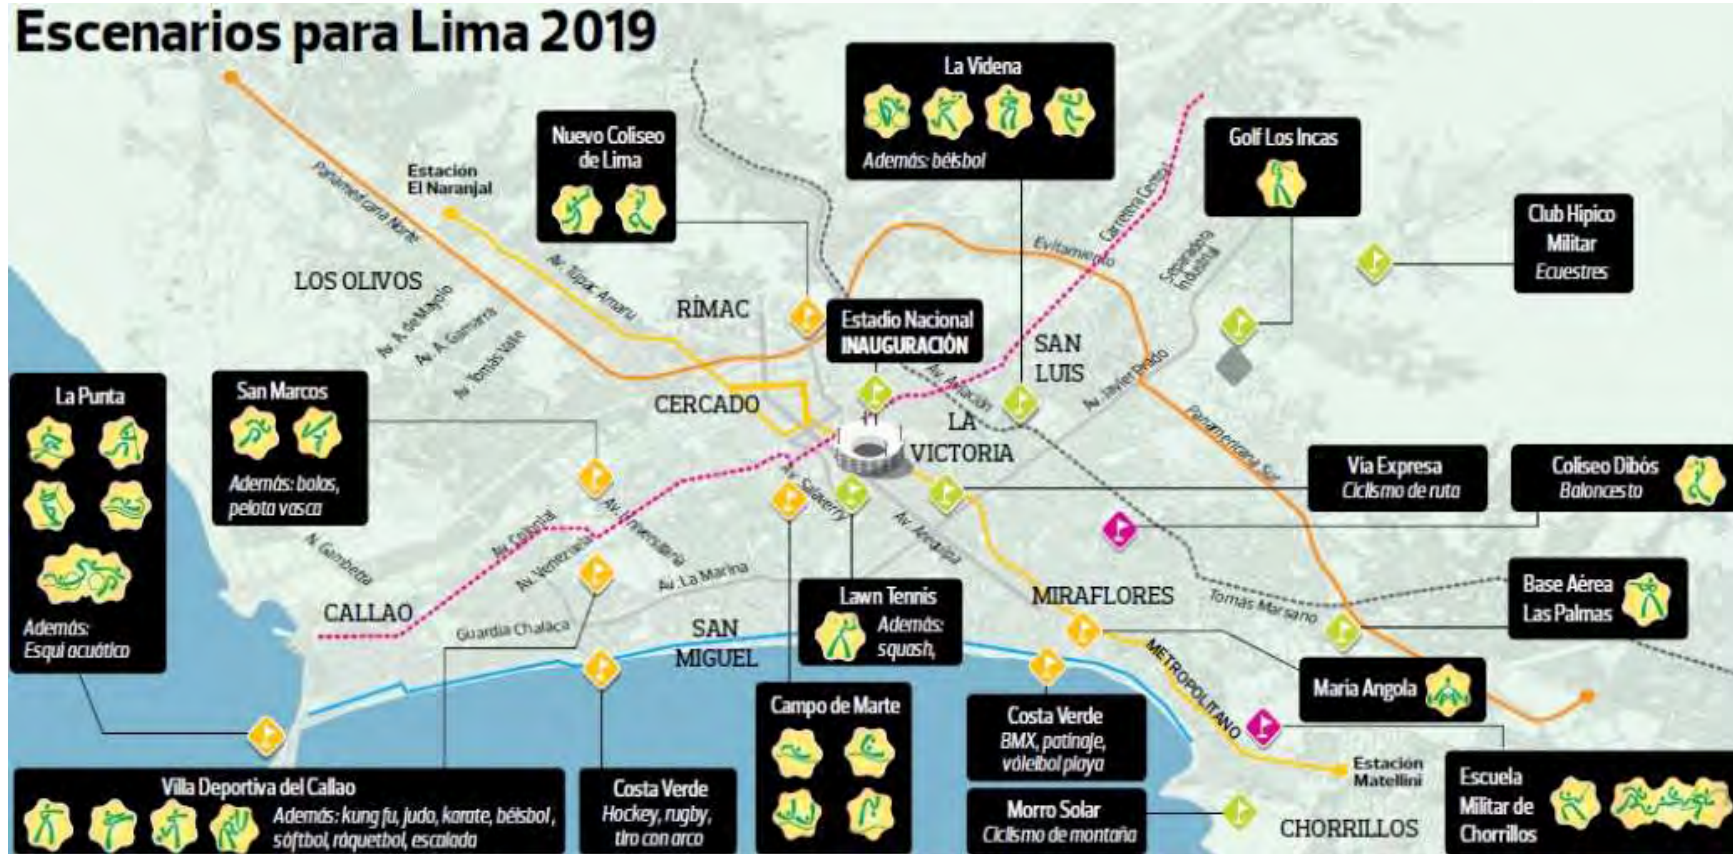 Escenarios para Lima 2019
La Videna
Además: béisbol
Nuevo Coliseo
de Lima
Golf Los Incas
Club Hípico
Militar
Ecuestres
Estación
El Naranjal
Panamericana Norte
LOS OLIVOS
Av. Túpac Amaru
Av. A. de Mayolo
Av. A. Gamarra
Av. Tomás Valle
RÍMAC
Carretera Central
Evitamiento
Separadora
Industrial
Estadio Nacional
INAUGURACIÓN
SAN
LUIS
Av. Aviación
Av. Javier Prado
La Punta
Además:
Esquí acuático
San Marcos
Además: bolos,
pelota vasca
CERCADO
LA
VICTORIA
Panamericana Sur
Vía Expresa
Ciclismo de ruta
Coliseo Dibós
Baloncesto
Av. Salaverry
Av. Universitaria
Av. Colonial
Av. Venezuela
N. Gambetta
Av. Arequipa
Av. La Marina
CALLAO
Guardia Chalaca
SAN
MIGUEL
Lawn Tennis
Además:
squash,
MIRAFLORES
Tomás Marsano
Base Aérea
Las Palmas
METROPOLITANO
María Angola
Campo de Marte
Costa Verde
BMX, patinaje,
vóleibol playa
Villa Deportiva del Callao
Además: kung fu, judo, karate, béisbol,
sóftbol, ráquetbol, escalada
Costa Verde
Hockey, rugby,
tiro con arco
Morro Solar
Ciclismo de montaña
CHORRILLOS
Estación
Matellini
Escuela
Militar de
Chorrillos